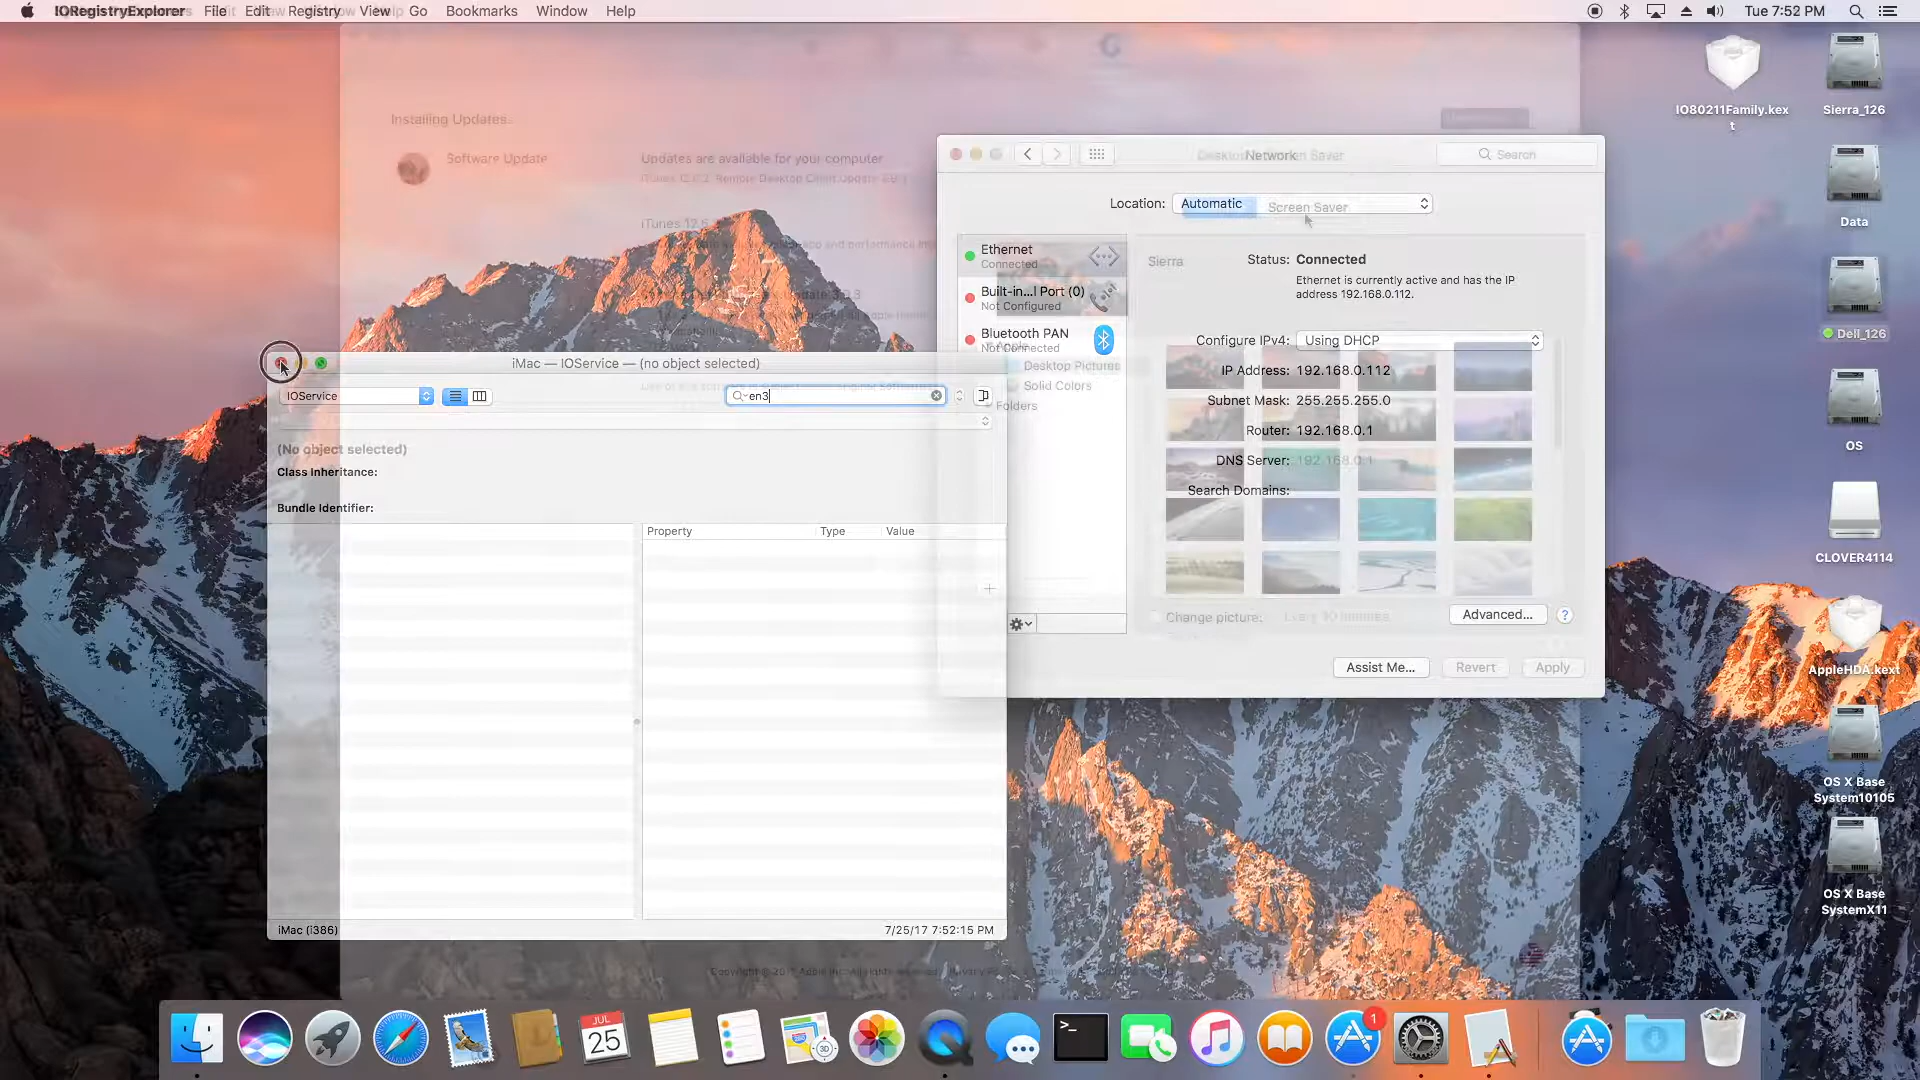 IORegistryExplorer File Edit Registry View Go Bookmarks Window Help
Tue 7:52 PM
Installing Updates...
Software Update
Updates are available for your computer
Location: Automatic
Network
Screen Saver
Search
Ethernet
Connected
Built-in...l Port (0)
Not Configured
Bluetooth PAN
Not Connected
Apple
Desktop Pictures
Solid Colors
Folders
Sierra
Status: Connected
Ethernet is currently active and has the IP
address 192.168.0.112.
Configure IPv4: Using DHCP
IP Address: 192.168.0.112
Subnet Mask: 255.255.255.0
Router: 192.168.0.1
DNS Server: 192.168.0.1
Search Domains:
Change picture:
Advanced...
?
Assist Me...
Revert
Apply
iMac — IOService — (no object selected)
IOService
en3
(No object selected)
Class Inheritance:
Bundle Identifier:
Property Type Value
iMac (i386)
7/25/17 7:52:15 PM
IO80211Family.kex
t
Sierra_126
Data
Dell_126
OS
CLOVER4114
AppleHDA.kext
OS X Base
System10105
OS X Base
SystemX11
JUL
25
3D
>_
1